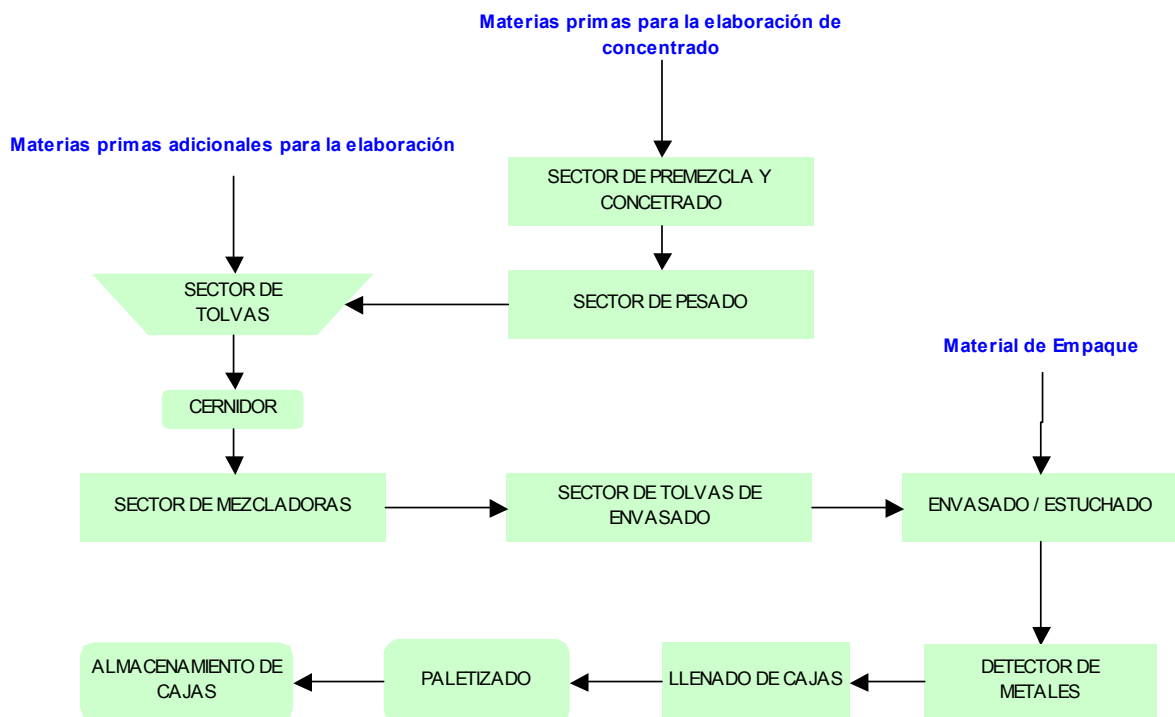 Materias primas para la elaboración de
concentrado
Materias primas adicionales para la elaboración
SECTOR DE PREMEZCLA Y
CONCETRADO
SECTOR DE
TOLVAS
SECTOR DE PESADO
Material de Empaque
CERNIDOR
SECTOR DE MEZCLADORAS
SECTOR DE TOLVAS DE
ENVASADO
ENVASADO / ESTUCHADO
ALMACENAMIENTO DE
CAJAS
PALETIZADO
LLENADO DE CAJAS
DETECTOR DE
METALES